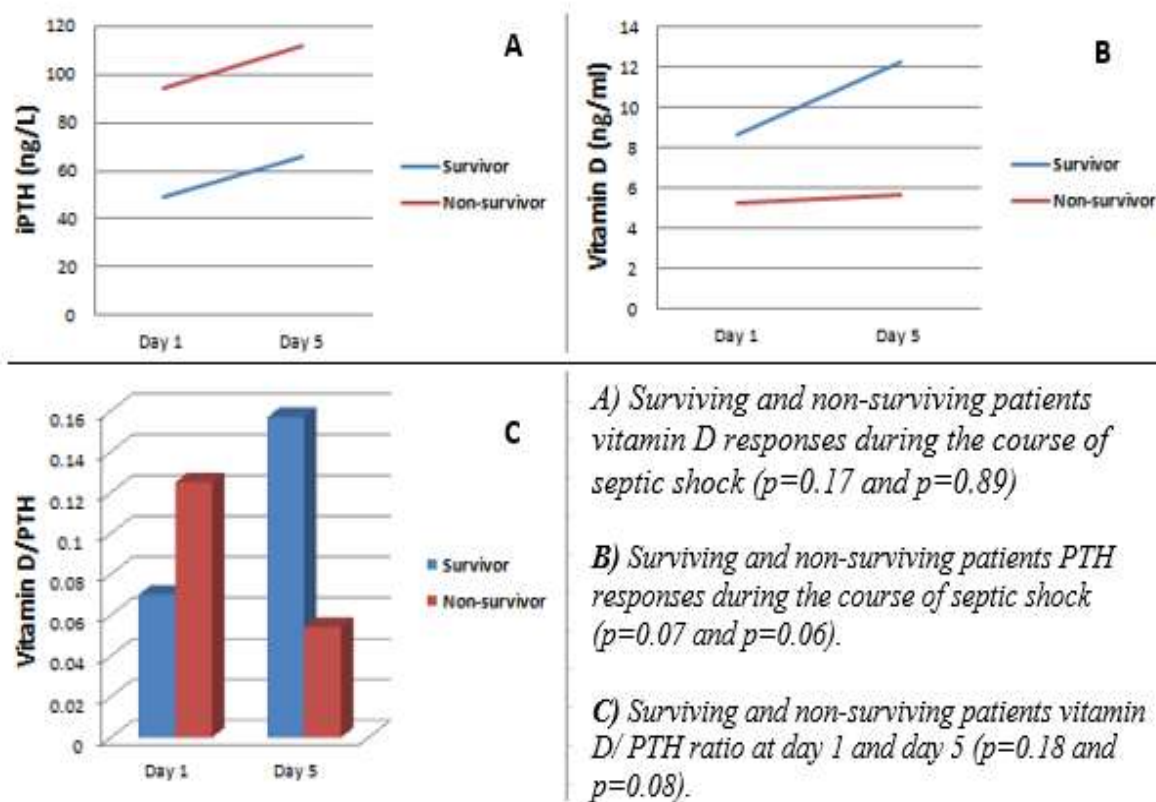 120
100
80
60
40
20
0
iPTH (ng/L)
A
Survivor
Non-survivor
Day 1
Day 5
14
12
10
8
6
4
2
0
Vitamin D (ng/ml)
B
Survivor
Non-survivor
Day 1
Day 5
0.16
0.14
0.12
0.1
0.08
0.06
0.04
0.02
0
Vitamin D/PTH
C
Survivor
Non-survivor
Day 1
Day 5
A) Surviving and non-surviving patients
vitamin D responses during the course of
septic shock (p=0.17 and p=0.89)
B) Surviving and non-surviving patients PTH
responses during the course of septic shock
(p=0.07 and p=0.06).
C) Surviving and non-surviving patients vitamin
D/ PTH ratio at day 1 and day 5 (p=0.18 and
p=0.08).